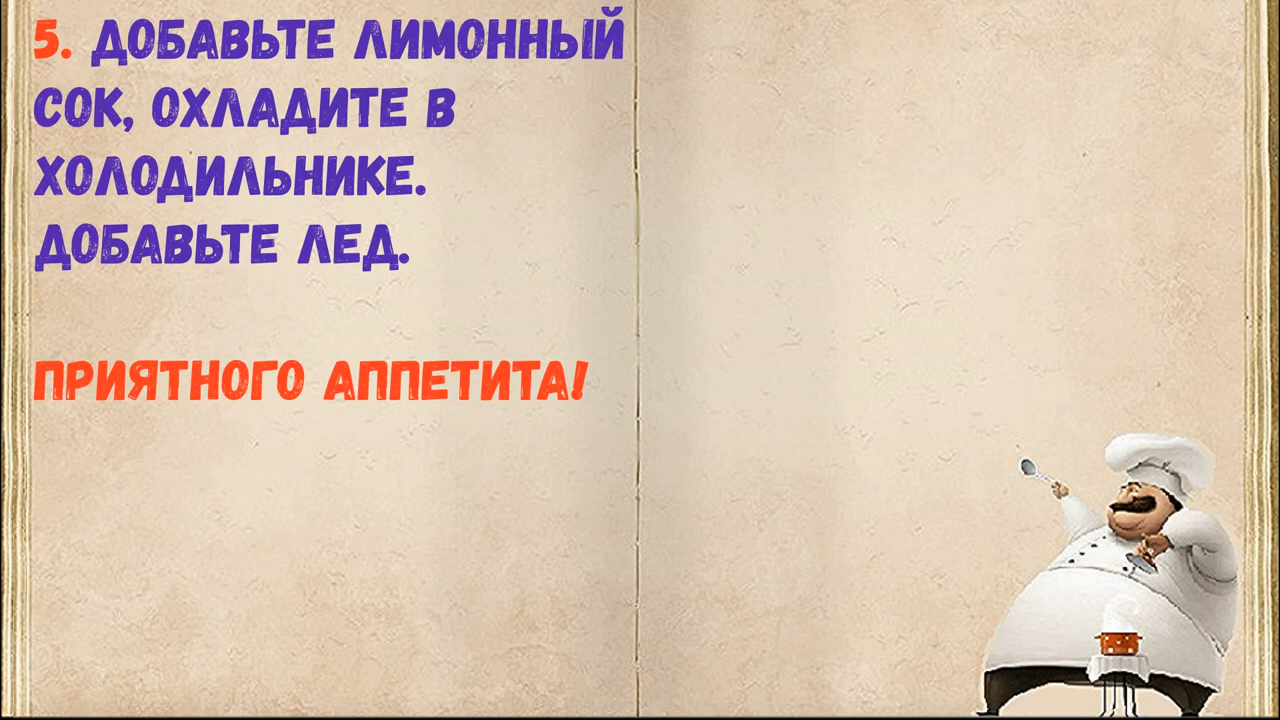 5. ДОБАВЬТЕ ЛИМОННЫЙ
СОК, ОХЛАДИТЕ В
ХОЛОДИЛЬНИКЕ.
ДОБАВЬТЕ ЛЕД.
ПРИЯТНОГО АППЕТИТА!